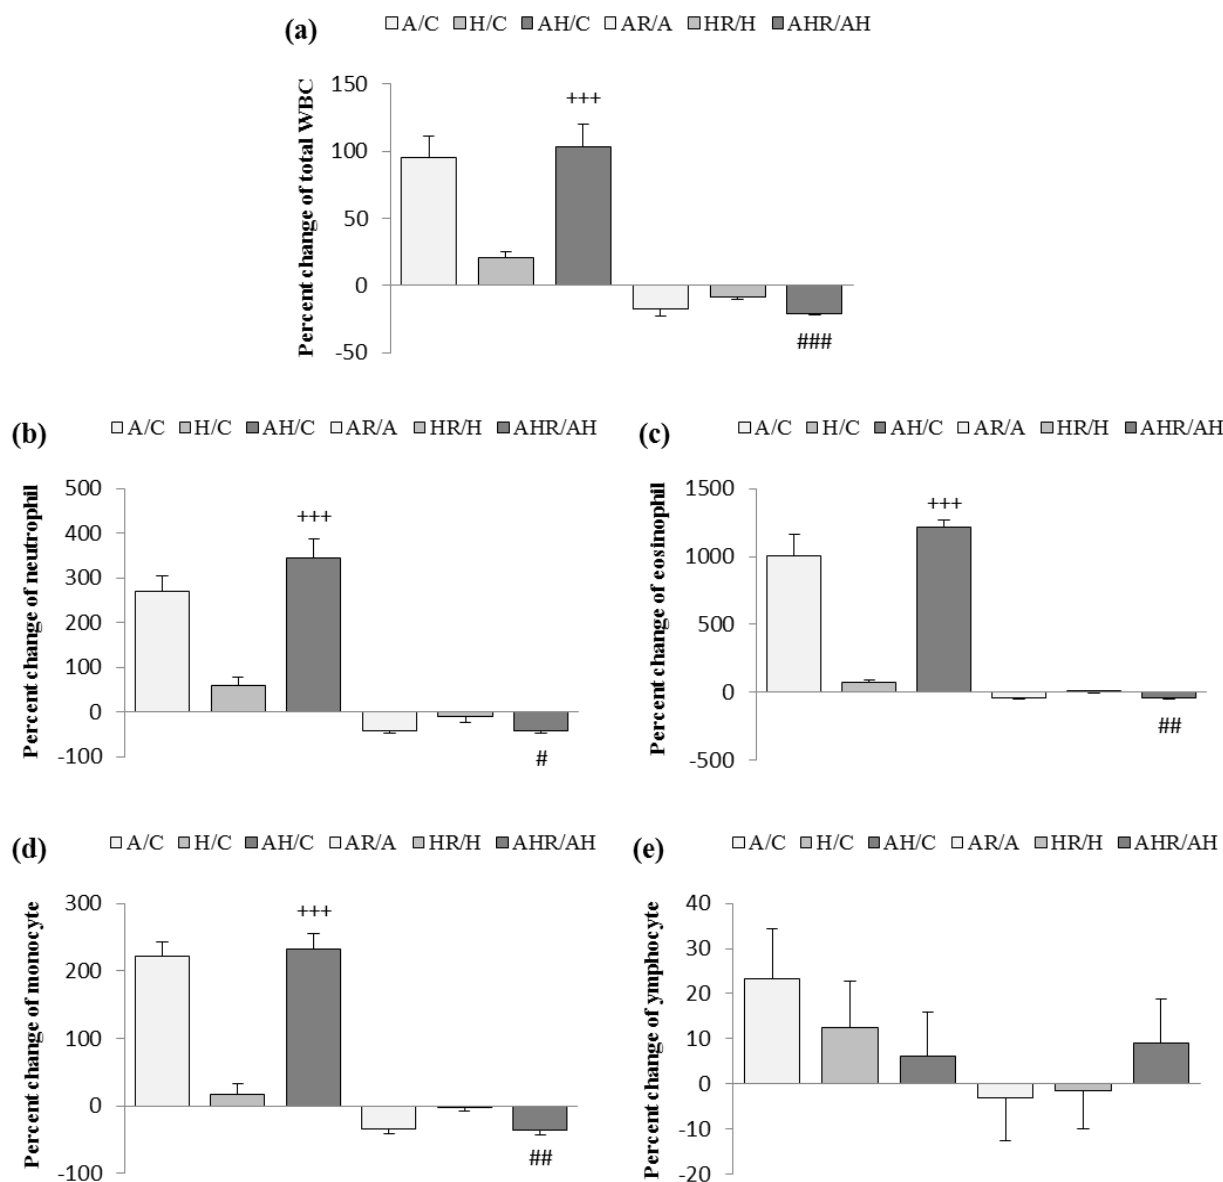 (a)
A/C H/C AH/C AR/A HR/H AHR/AH
Percent change of total WBC
150
100
50
0
-50
+++
###
(b)
A/C H/C AH/C AR/A HR/H AHR/AH
Percent change of neutrophil
500
400
300
200
100
0
-100
+++
#
(c)
A/C H/C AH/C AR/A HR/H AHR/AH
Percent change of eosinophil
1500
1000
500
0
-500
+++
##
(d)
A/C H/C AH/C AR/A HR/H AHR/AH
Percent change of monocyte
300
200
100
0
-100
+++
##
(e)
A/C H/C AH/C AR/A HR/H AHR/AH
Percent change of ymphocyte
40
30
20
10
0
-10
-20